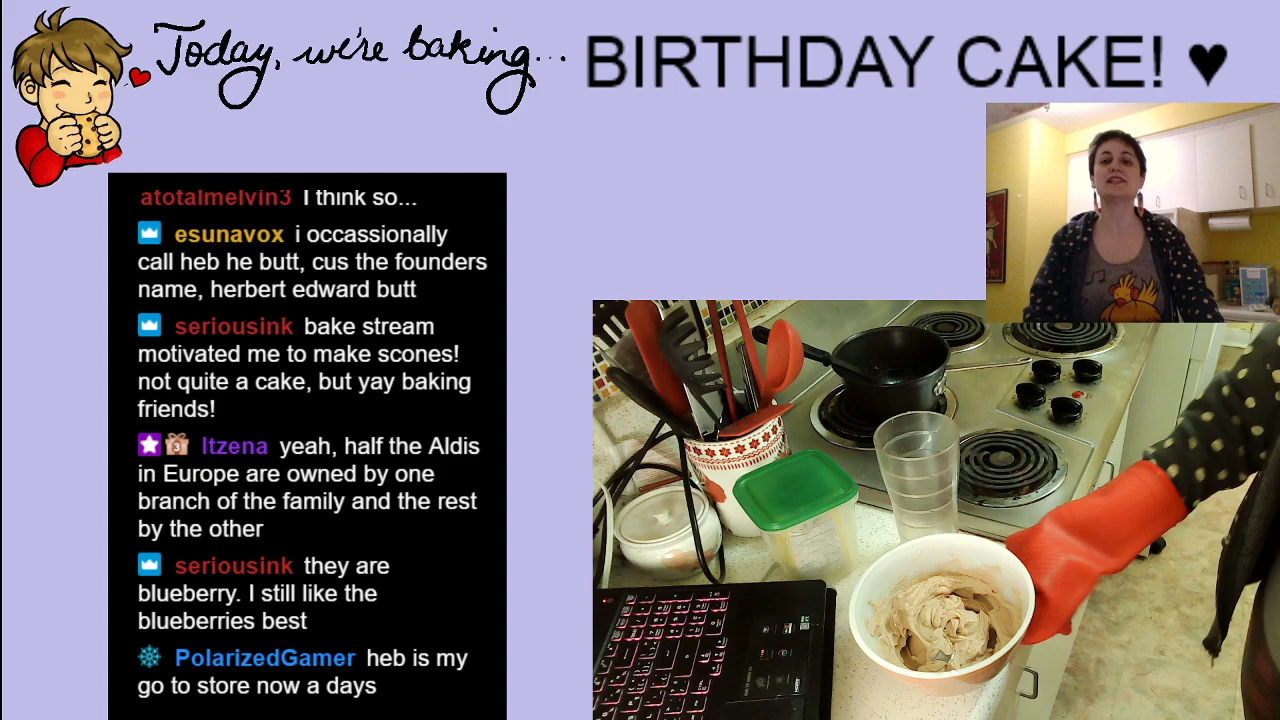 Today, we're baking... BIRTHDAY CAKE! ♥
atotalmelvin3 I think so...
esunavox i occassionally
call heb he butt, cus the founders
name, herbert edward butt
seriousink bake stream
motivated me to make scones!
not quite a cake, but yay baking
friends!
3 Itzena yeah, half the Aldis
in Europe are owned by one
branch of the family and the rest
by the other
seriousink they are
blueberry. I still like the
blueberries best
PolarizedGamer heb is my
go to store now a days